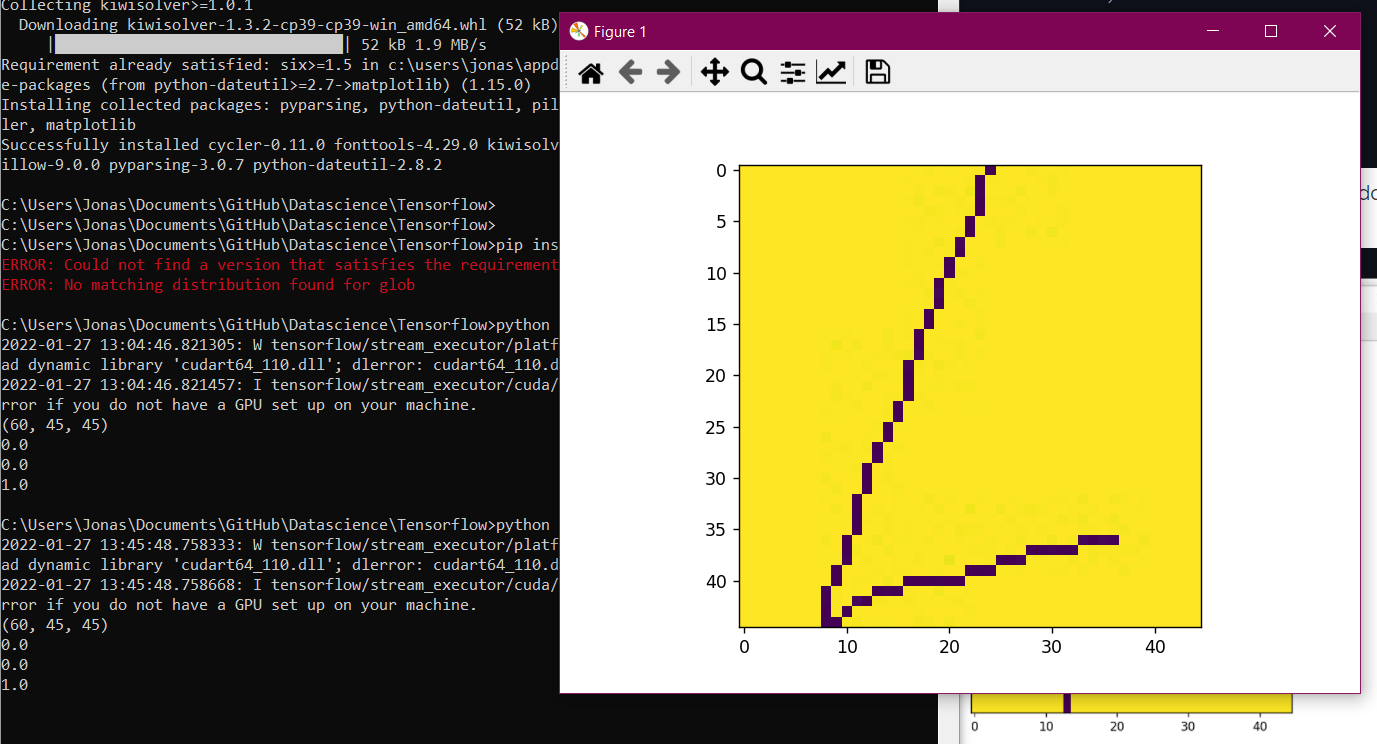 Collecting kiwisolver>=1.0.1
  Downloading kiwisolver-1.3.2-cp39-cp39-win_amd64.whl (52 kB)
     | | 52 kB 1.9 MB/s
Requirement already satisfied: six>=1.5 in c:\users\jonas\appd
e-packages (from python-dateutil>=2.7->matplotlib) (1.15.0)
Installing collected packages: pyparsing, python-dateutil, pil
ler, matplotlib
Successfully installed cycler-0.11.0 fonttools-4.29.0 kiwisolv
illow-9.0.0 pyparsing-3.0.7 python-dateutil-2.8.2
C:\Users\Jonas\Documents\GitHub\Datascience\Tensorflow>
C:\Users\Jonas\Documents\GitHub\Datascience\Tensorflow>
C:\Users\Jonas\Documents\GitHub\Datascience\Tensorflow>pip ins
ERROR: Could not find a version that satisfies the requirement
ERROR: No matching distribution found for glob
C:\Users\Jonas\Documents\GitHub\Datascience\Tensorflow>python
2022-01-27 13:04:46.821305: W tensorflow/stream_executor/platf
ad dynamic library 'cudart64_110.dll'; dlerror: cudart64_110.d
2022-01-27 13:04:46.821457: I tensorflow/stream_executor/cuda/
rror if you do not have a GPU set up on your machine.
(60, 45, 45)
0.0
0.0
1.0
C:\Users\Jonas\Documents\GitHub\Datascience\Tensorflow>python
2022-01-27 13:45:48.758333: W tensorflow/stream_executor/platf
ad dynamic library 'cudart64_110.dll'; dlerror: cudart64_110.d
2022-01-27 13:45:48.758668: I tensorflow/stream_executor/cuda/
rror if you do not have a GPU set up on your machine.
(60, 45, 45)
0.0
0.0
1.0
Figure 1
0
5
10
15
20
25
30
35
40
0 10 20 30 40
0 10 20 30 40